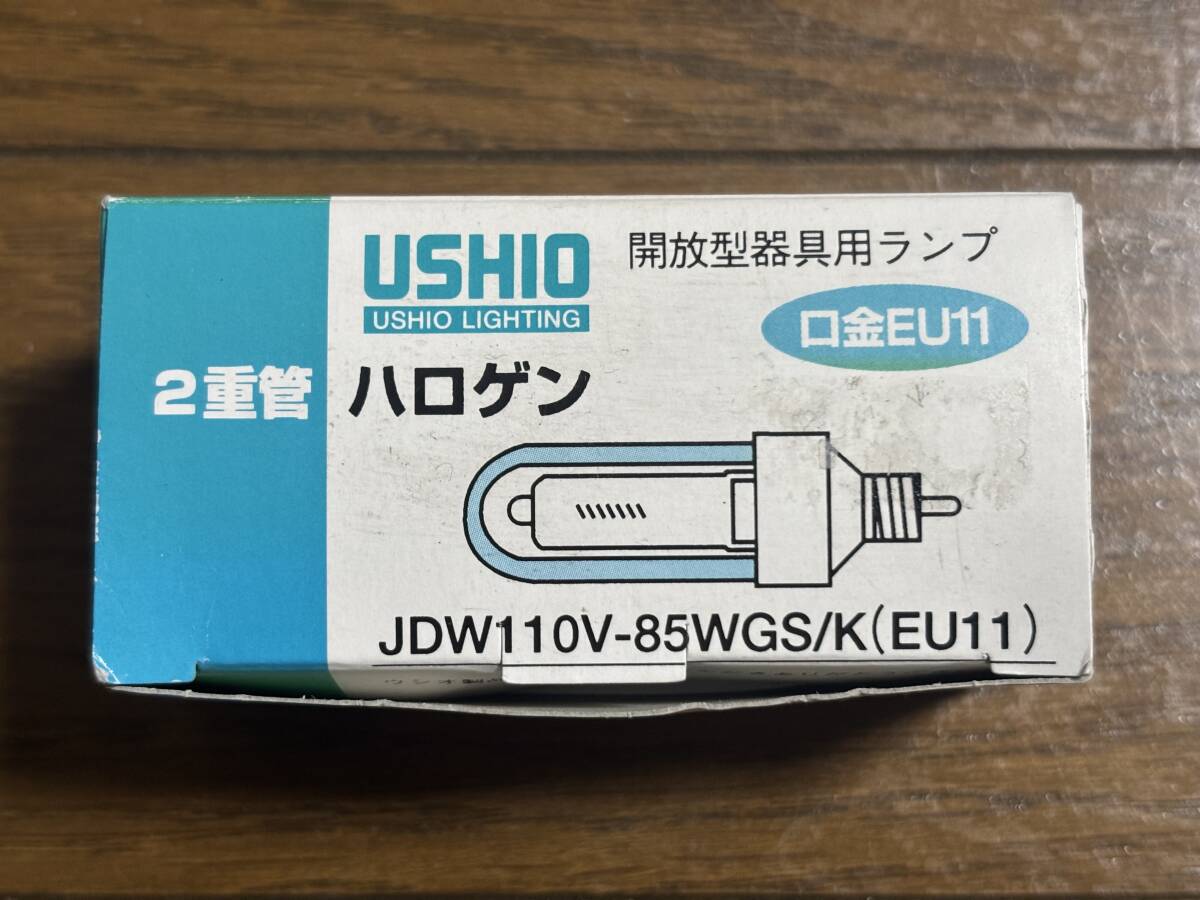 USHIO
USHIO LIGHTING
開放型器具用ランプ
口金EU11
2重管 ハロゲン
JDW110V-85WGS/K(EU11)